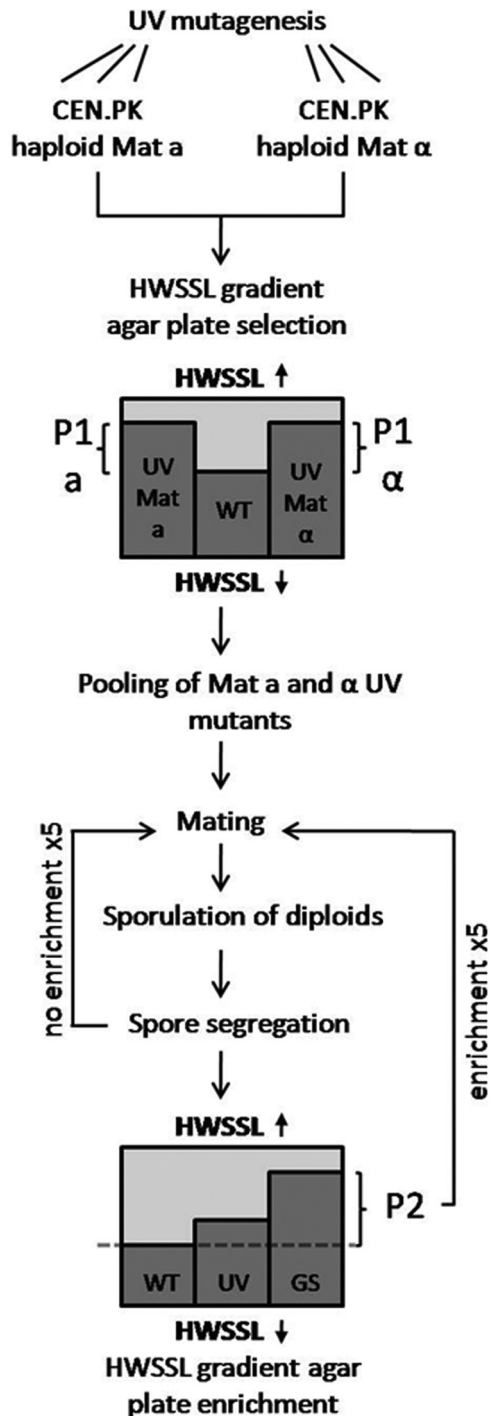 UV mutagenesis
CEN.PK
haploid Mat a
CEN.PK
haploid Mat α
HWSSL gradient
agar plate selection
HWSSL ↑
P1
a
UV
Mat
a
WT
UV
Mat
α
P1
α
HWSSL ↓
Pooling of Mat a and α UV
mutants
Mating
no enrichment x5
enrichment x5
Sporulation of diploids
Spore segregation
HWSSL ↑
P2
WT
UV
GS
HWSSL ↓
HWSSL gradient agar
plate enrichment